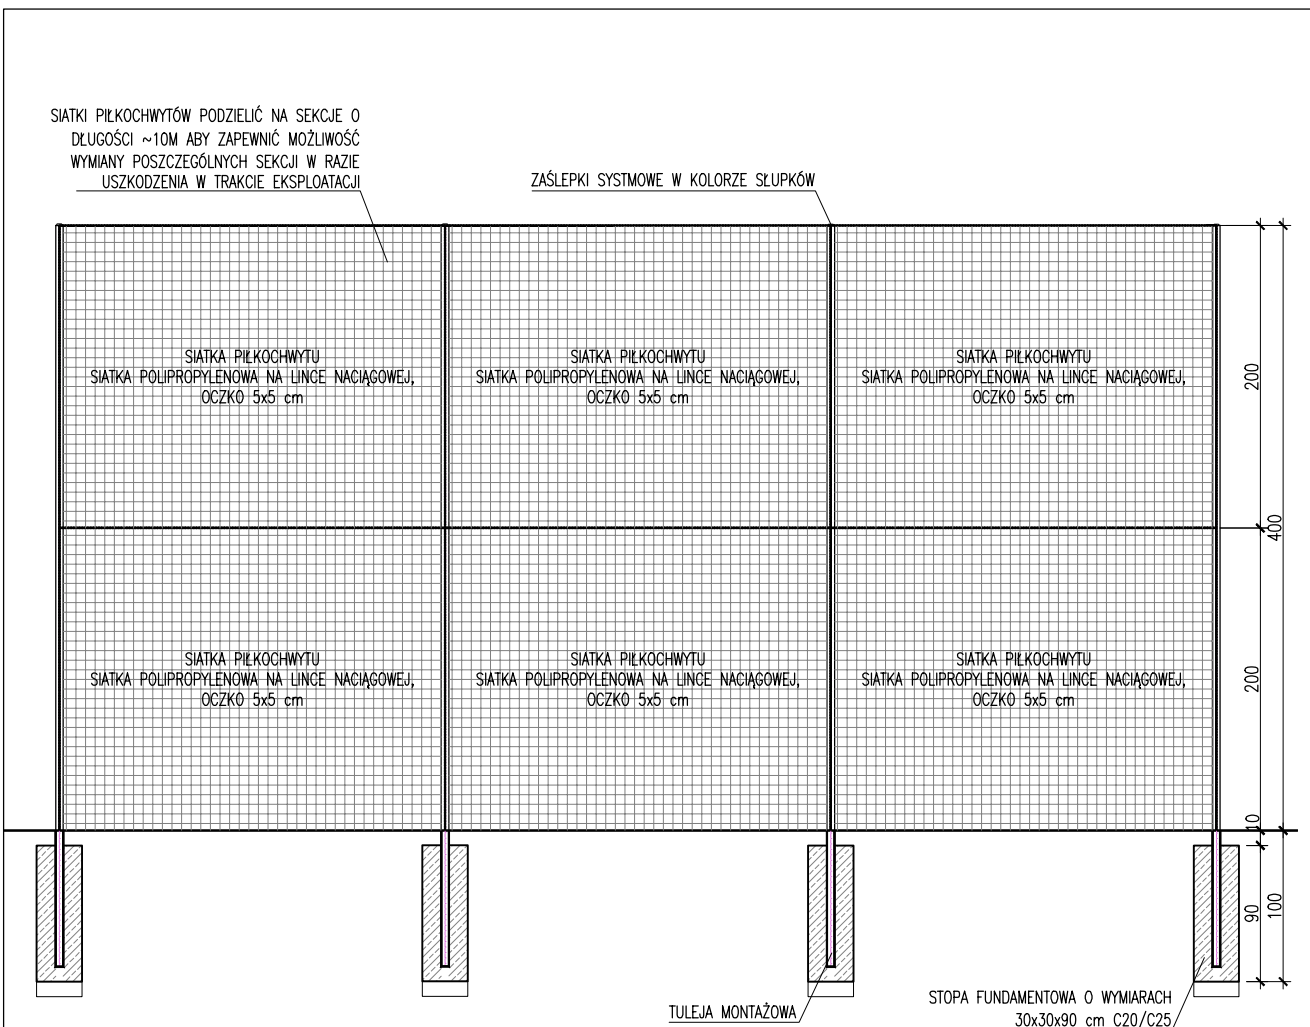 SIATKI PIŁKOCHWYTÓW PODZIELIĆ NA SEKCJE O
DŁUGOŚCI ~10M ABY ZAPEWNIĆ MOŻLIWOŚĆ
WYMIANY POSZCZEGÓLNYCH SEKCJI W RAZIE
USZKODZENIA W TRAKCIE EKSPLOATACJI
ZAŚLEPKI SYSTMOWE W KOLORZE SŁUPKÓW
SIATKA PIŁKOCHWYTU
SIATKA POLIPROPYLENOWA NA LINCE NACIĄGOWEJ,
OCZKO 5x5 cm
SIATKA PIŁKOCHWYTU
SIATKA POLIPROPYLENOWA NA LINCE NACIĄGOWEJ,
OCZKO 5x5 cm
SIATKA PIŁKOCHWYTU
SIATKA POLIPROPYLENOWA NA LINCE NACIĄGOWEJ,
OCZKO 5x5 cm
200
400
SIATKA PIŁKOCHWYTU
SIATKA POLIPROPYLENOWA NA LINCE NACIĄGOWEJ,
OCZKO 5x5 cm
SIATKA PIŁKOCHWYTU
SIATKA POLIPROPYLENOWA NA LINCE NACIĄGOWEJ,
OCZKO 5x5 cm
SIATKA PIŁKOCHWYTU
SIATKA POLIPROPYLENOWA NA LINCE NACIĄGOWEJ,
OCZKO 5x5 cm
200
10
90
100
TULEJA MONTAŻOWA
STOPA FUNDAMENTOWA O WYMIARACH
30x30x90 cm C20/C25